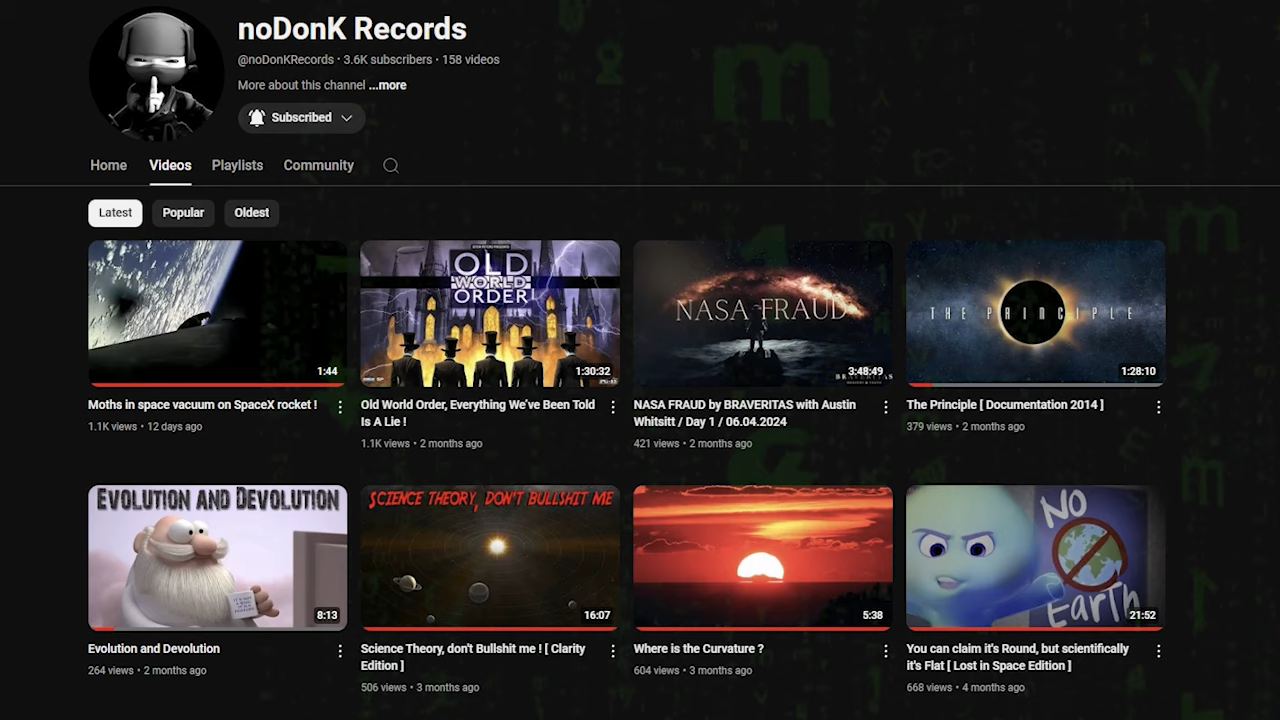 noDonK Records
@noDonKRecords · 3.6K subscribers · 158 videos
More about this channel ...more
Subscribed
Home Videos Playlists Community
Latest Popular Oldest
1:44
OLD
WORLD
ORDER
1:30:32
NASA FRAUD
BRAVERITAS
3:48:49
THE PRINCIPLE
1:28:10
Moths in space vacuum on SpaceX rocket !
1.1K views · 12 days ago
Old World Order, Everything We've Been Told
Is A Lie !
1.1K views · 2 months ago
NASA FRAUD by BRAVERITAS with Austin
Whitsitt / Day 1 / 06.04.2024
421 views · 2 months ago
The Principle [ Documentation 2014 ]
379 views · 2 months ago
EVOLUTION AND DEVOLUTION
8:13
SCIENCE THEORY, DON'T BULLSHIT ME
16:07
5:38
NO
Earth
21:52
Evolution and Devolution
264 views · 2 months ago
Science Theory, don't Bullshit me ! [ Clarity
Edition ]
506 views · 3 months ago
Where is the Curvature ?
604 views · 3 months ago
You can claim it's Round, but scientifically
it's Flat [ Lost in Space Edition ]
668 views · 4 months ago